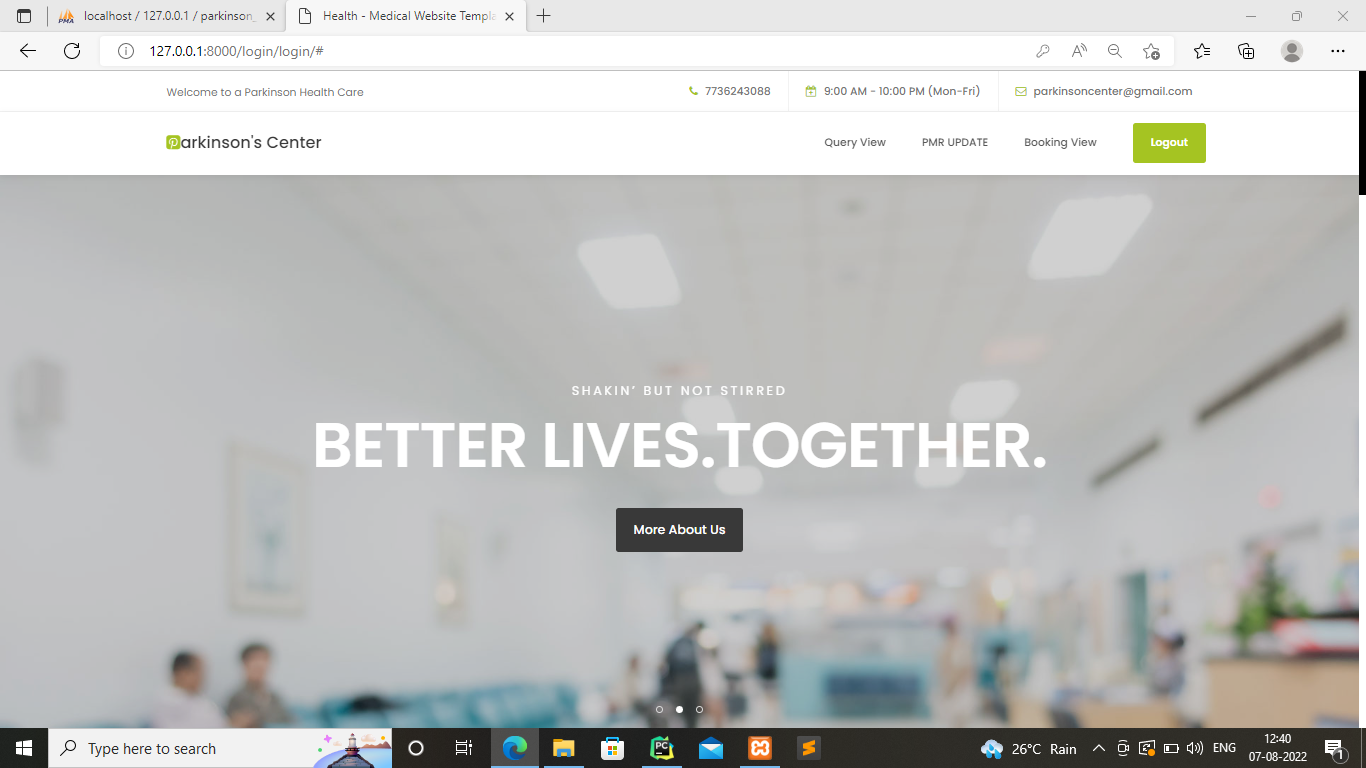 localhost / 127.0.0.1 / parkinson_
Health - Medical Website Templa
127.0.0.1:8000/login/login/#
Welcome to a Parkinson Health Care
7736243088
9:00 AM - 10:00 PM (Mon-Fri)
parkinsoncenter@gmail.com
Parkinson's Center
Query View
PMR UPDATE
Booking View
Logout
SHAKIN’ BUT NOT STIRRED
BETTER LIVES.TOGETHER.
More About Us
Type here to search
26°C Rain
ENG
12:40
07-08-2022
1